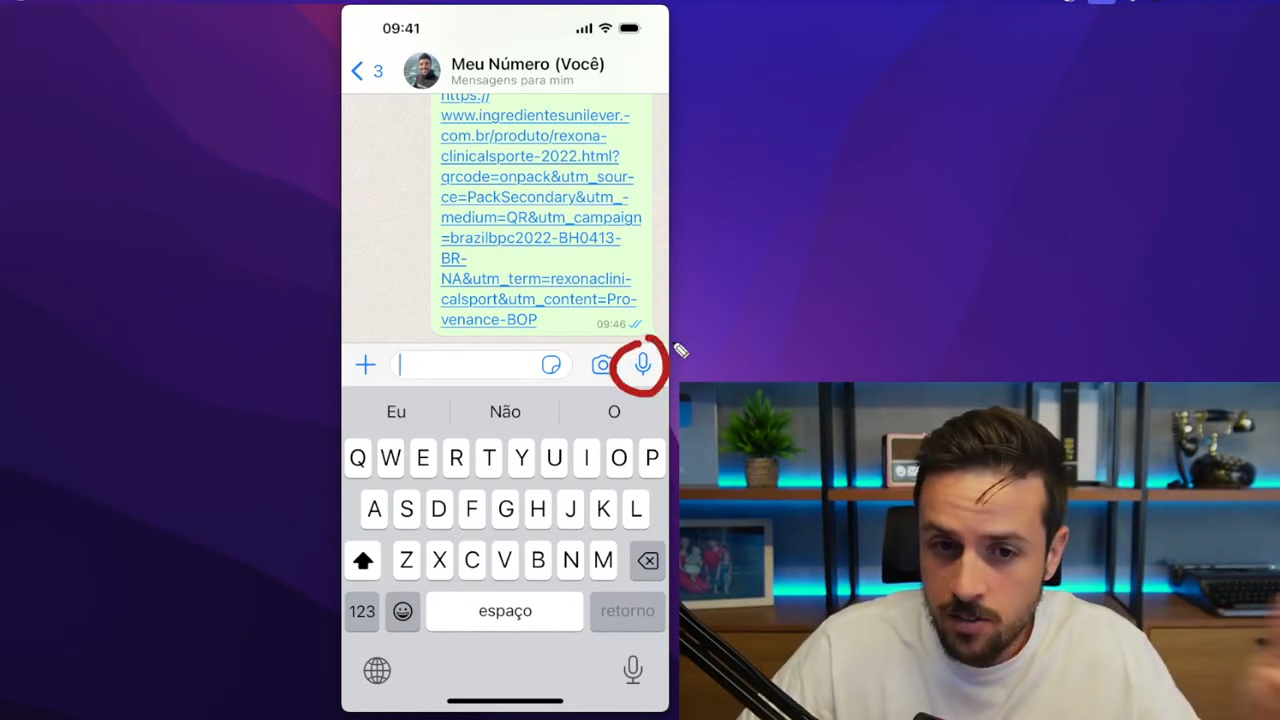 09:41
3
Meu Número (Você)
Mensagens para mim
https://
www.ingredientesunilever.-
com.br/produto/rexona-
clinicalsporte-2022.html?
qrcode=onpack&utm_sour-
ce=PackSecondary&utm_-
medium=QR&utm_campaign
=brazilbpc2022-BH0413-
BR-
NA&utm_term=rexonaclini-
calsport&utm_content=Pro-
venance-BOP
09:46
Eu Não O
Q W E R T Y U I O P
A S D F G H J K L
Z X C V B N M
123 espaço retorno